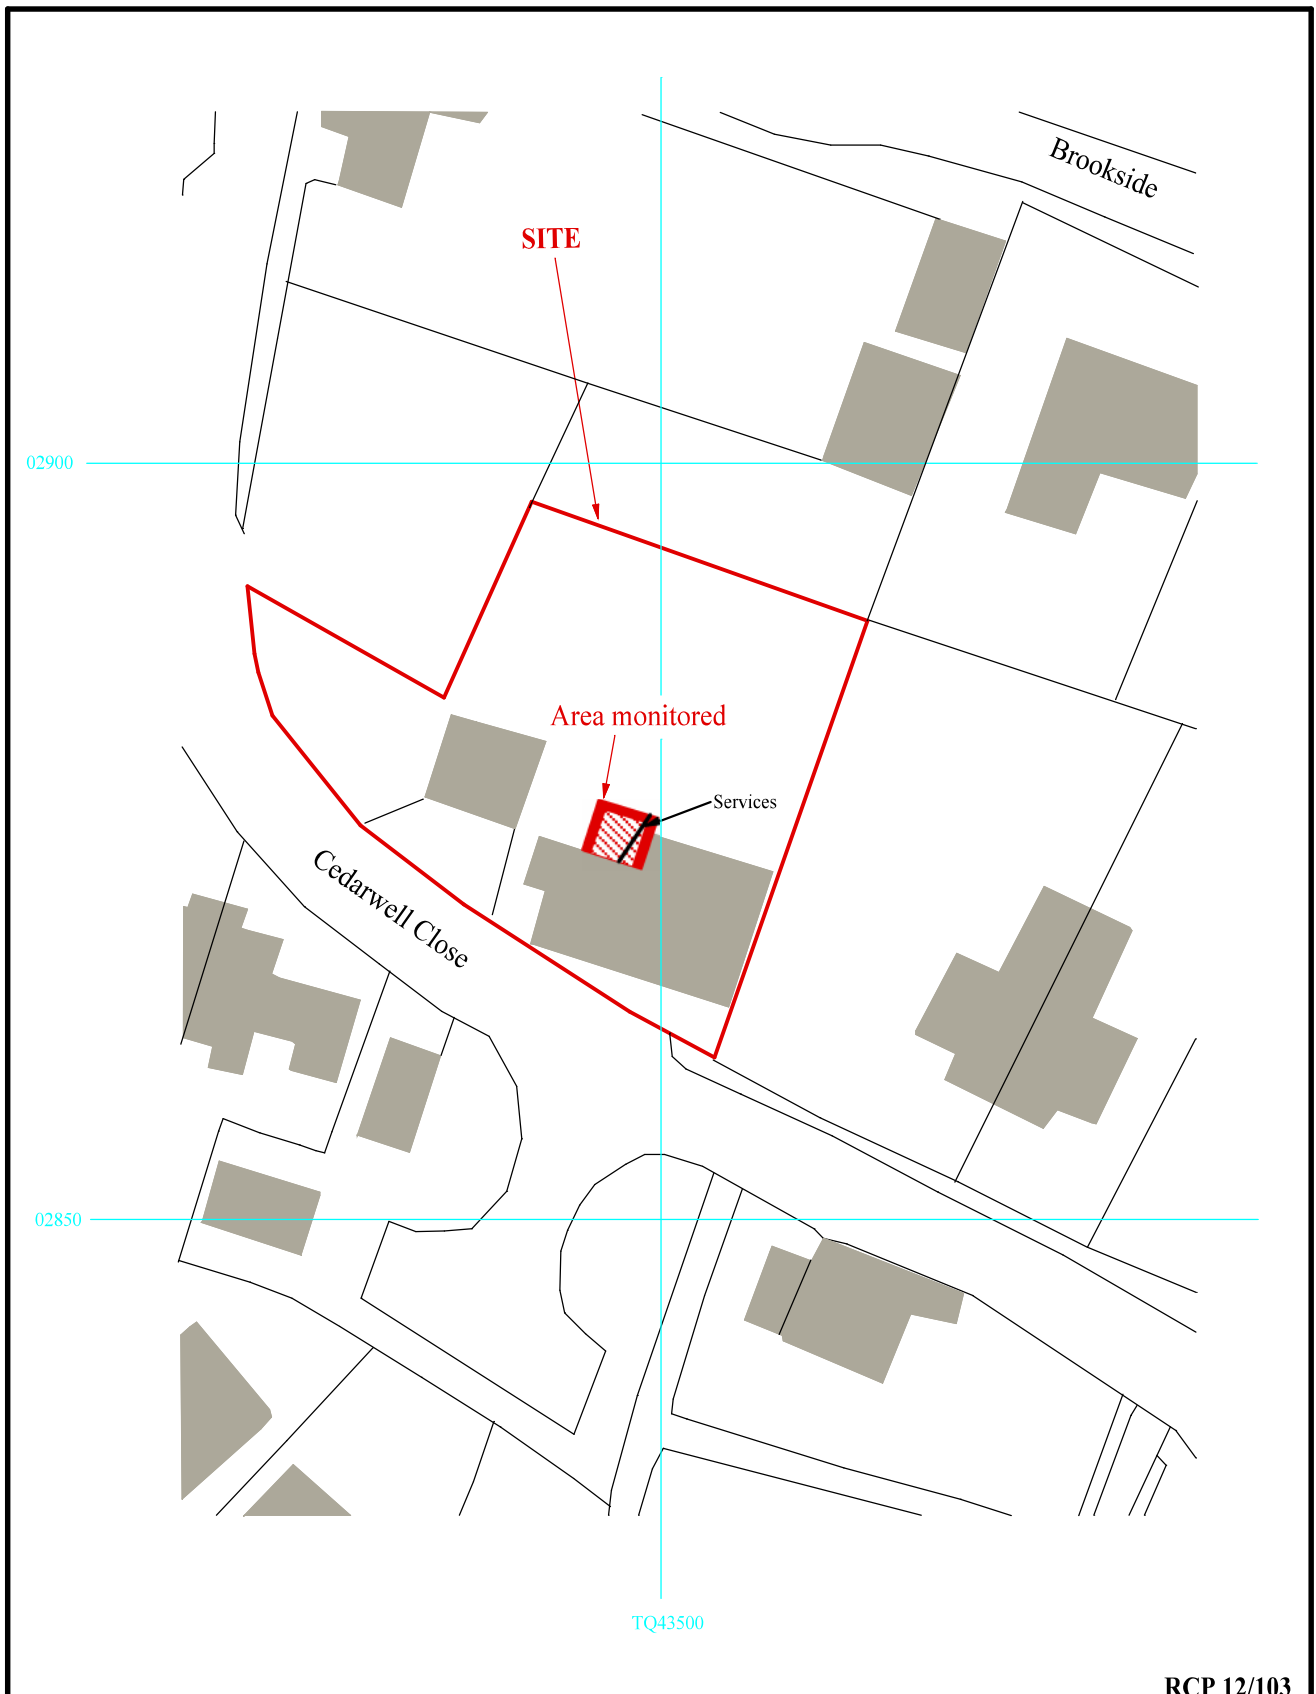 Brookside
SITE
02900
Area monitored
Services
Cedarwell Close
02850
TQ43500
RCP 12/103